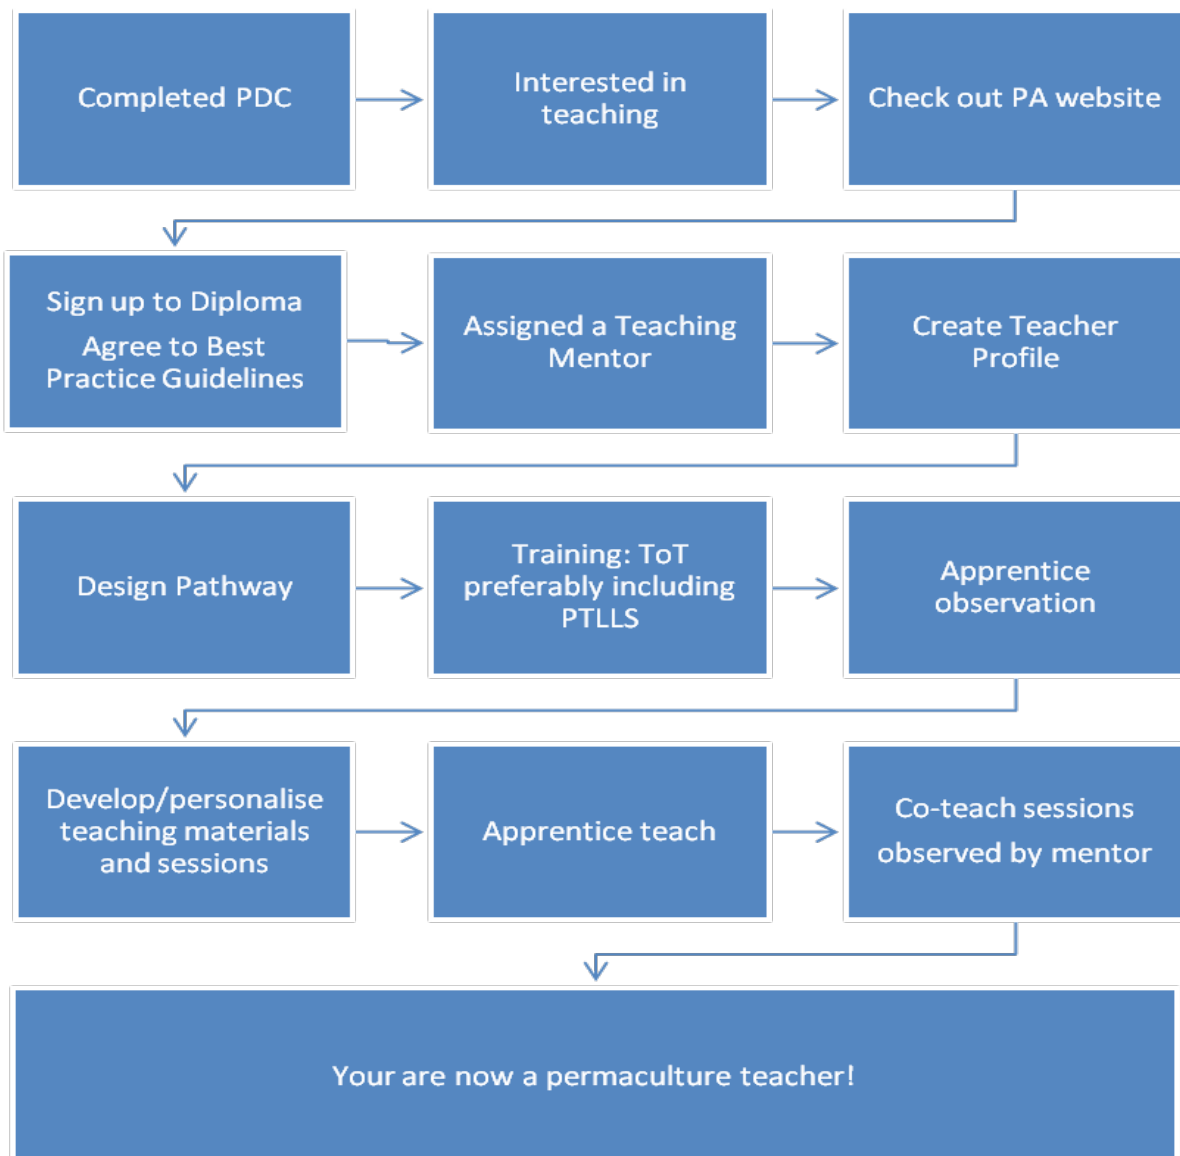 Completed PDC
Interested in
teaching
Check out PA website
Sign up to Diploma
Agree to Best
Practice Guidelines
Assigned a Teaching
Mentor
Create Teacher
Profile
Design Pathway
Training: ToT
preferably including
PTLLS
Apprentice
observation
Develop/personalise
teaching materials
and sessions
Apprentice teach
Co-teach sessions
observed by mentor
Your are now a permaculture teacher!